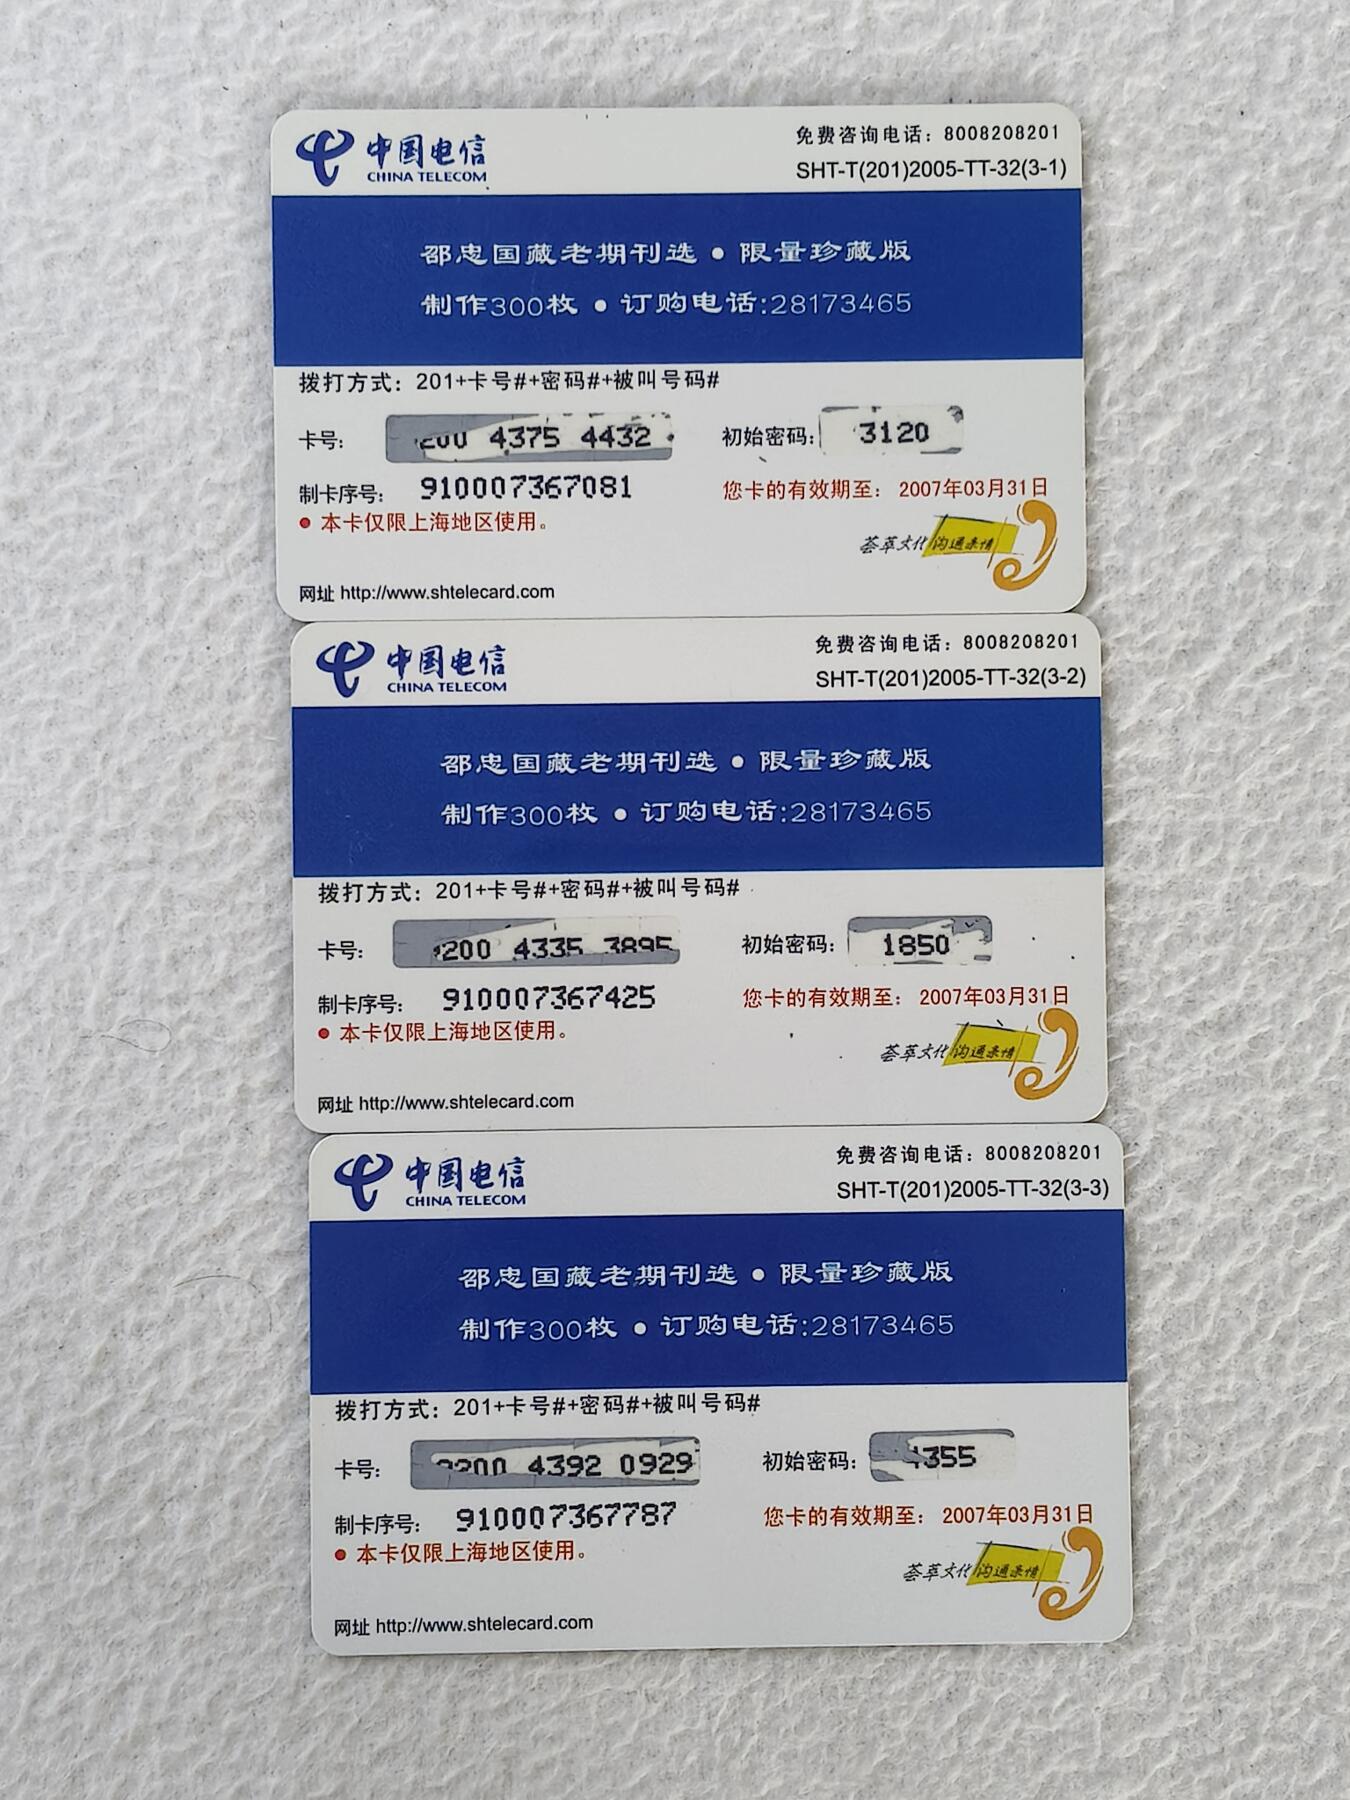 中国电信
CHINA TELECOM
免费咨询电话：8008208201
SHT-T(201)2005-TT-32(3-1)
邵忠国藏老期刊选 • 限量珍藏版
制作300枚 • 订购电话:28173465
拨打方式：201+卡号#+密码#+被叫号码#
卡号： 200 4375 4432
初始密码： 3120
制卡序号： 910007367081
您卡的有效期至： 2007年03月31日
● 本卡仅限上海地区使用。
荟萃文化 沟通亲情
网址 http://www.shtelecard.com
中国电信
CHINA TELECOM
免费咨询电话：8008208201
SHT-T(201)2005-TT-32(3-2)
邵忠国藏老期刊选 • 限量珍藏版
制作300枚 • 订购电话:28173465
拨打方式：201+卡号#+密码#+被叫号码#
卡号： 200 4335 3895
初始密码： 1850
制卡序号： 910007367425
您卡的有效期至： 2007年03月31日
● 本卡仅限上海地区使用。
荟萃文化 沟通亲情
网址 http://www.shtelecard.com
中国电信
CHINA TELECOM
免费咨询电话：8008208201
SHT-T(201)2005-TT-32(3-3)
邵忠国藏老期刊选 • 限量珍藏版
制作300枚 • 订购电话:28173465
拨打方式：201+卡号#+密码#+被叫号码#
卡号： 200 4392 0929
初始密码： 4355
制卡序号： 910007367787
您卡的有效期至： 2007年03月31日
● 本卡仅限上海地区使用。
荟萃文化 沟通亲情
网址 http://www.shtelecard.com